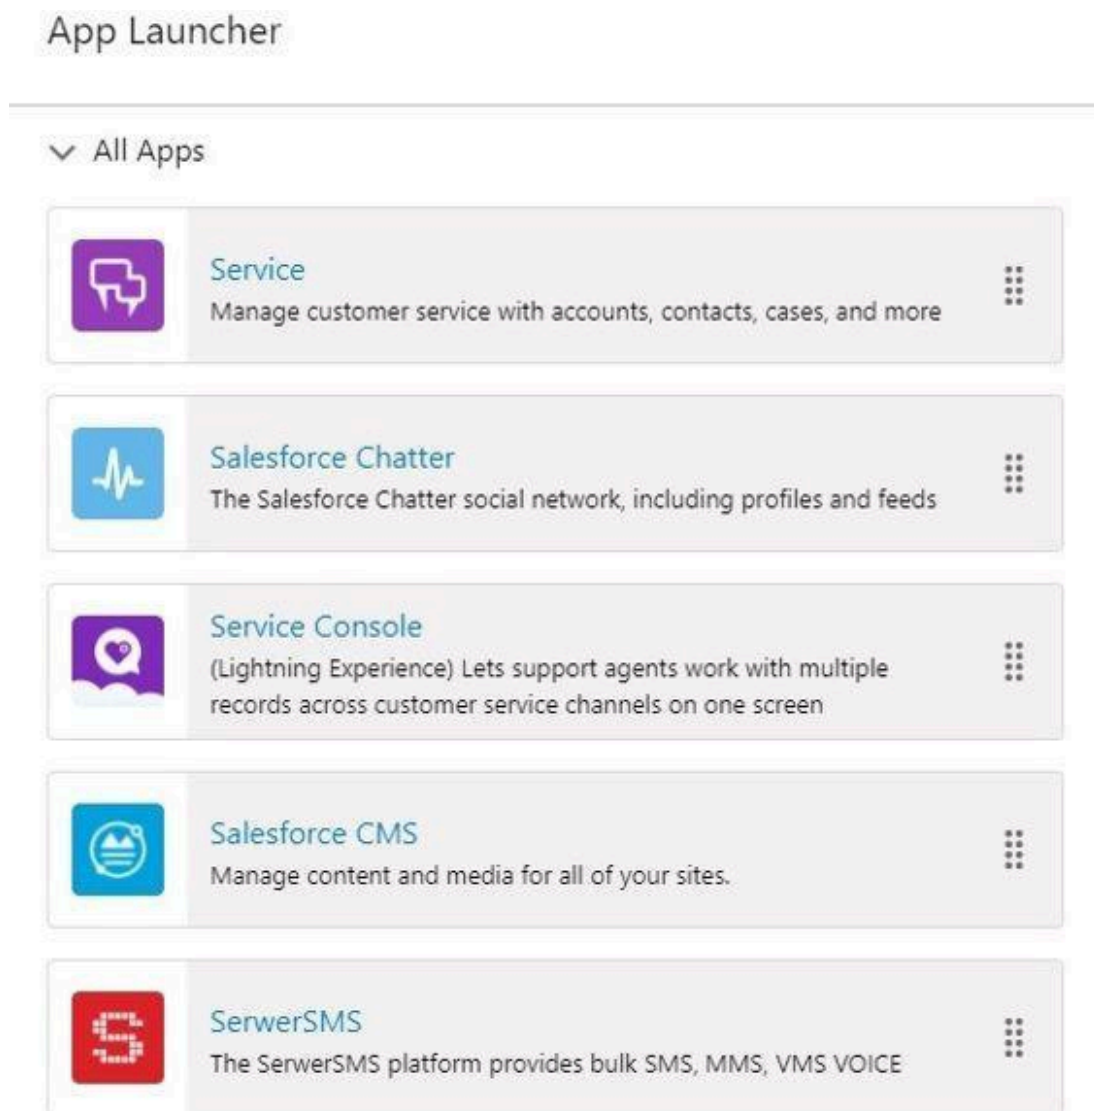 App Launcher
All Apps
Service
Manage customer service with accounts, contacts, cases, and more
Salesforce Chatter
The Salesforce Chatter social network, including profiles and feeds
Service Console
(Lightning Experience) Lets support agents work with multiple
records across customer service channels on one screen
Salesforce CMS
Manage content and media for all of your sites.
SerwerSMS
The SerwerSMS platform provides bulk SMS, MMS, VMS VOICE